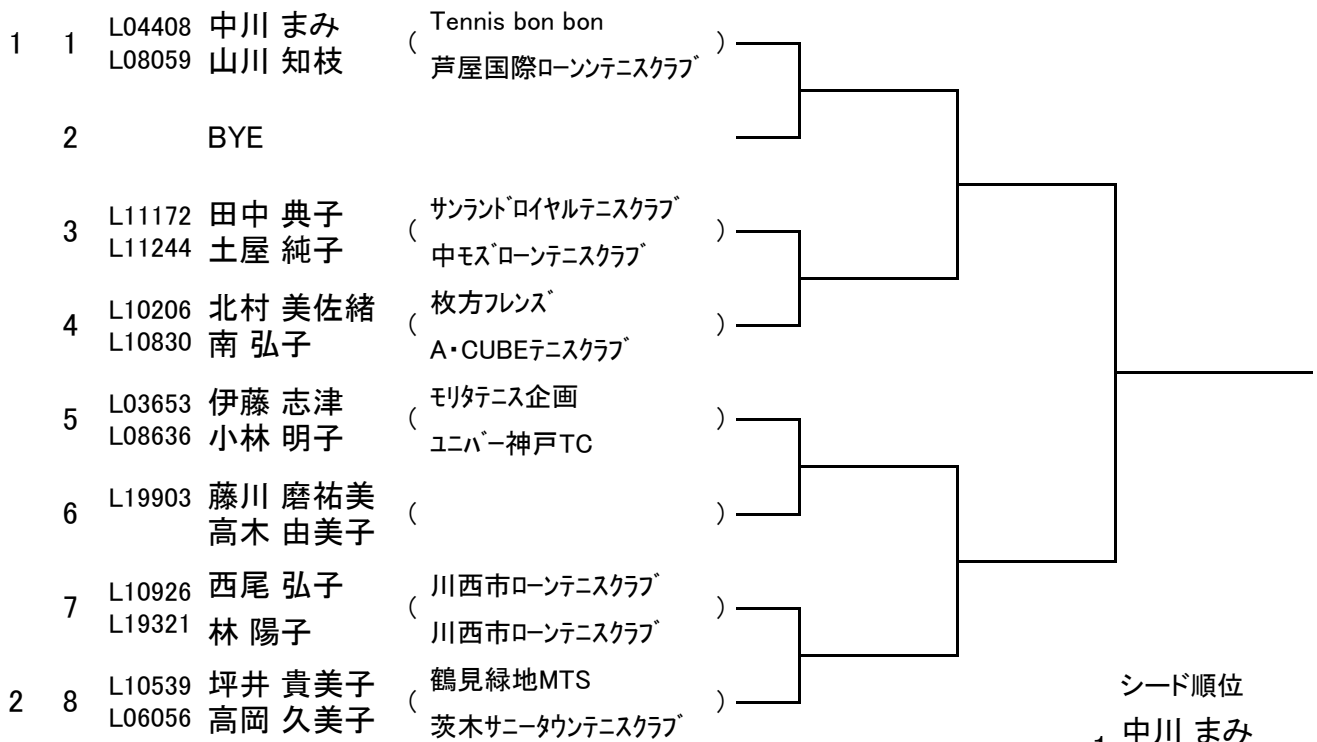 1 1 L04408 中川 まみ ( Tennis bon bon )
L08059 山川 知枝 芦屋国際ローンンテニスクラブ
2 BYE
3 L11172 田中 典子 ( サンランドロイヤルテニスクラブ )
L11244 土屋 純子 中モズローンテニスクラブ
4 L10206 北村 美佐緒 ( 枚方フレンズ )
L10830 南 弘子 A・CUBEテニスクラブ
5 L03653 伊藤 志津 ( モリタテニス企画 )
L08636 小林 明子 ユニバー神戸TC
6 L19903 藤川 磨祐美 ( )
高木 由美子
7 L10926 西尾 弘子 ( 川西市ローンテニスクラブ )
L19321 林 陽子 川西市ローンテニスクラブ
2 8 L10539 坪井 貴美子 ( 鶴見緑地MTS )
L06056 高岡 久美子 茨木サニータウンテニスクラブ
シード順位
1 中川 まみ